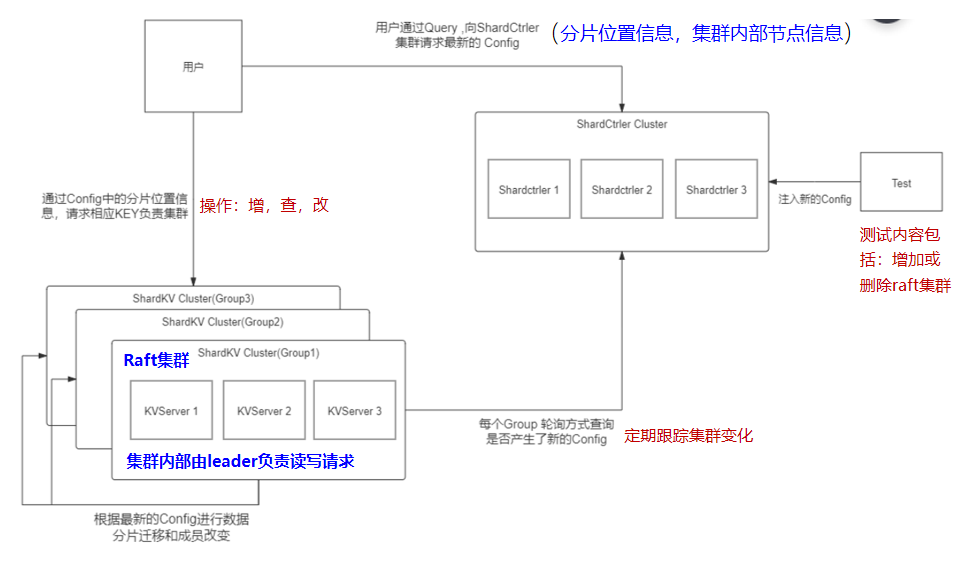 用户通过Query ,向ShardCtrler
集群请求最新的 Config
(分片位置信息，集群内部节点信息)
用户
ShardCtrler Cluster
Shardctrler 1
Shardctrler 2
Shardctrler 3
Test
注入新的Config
通过Config中的分片位置信
息，请求相应KEY负责集群
操作：增，查，改
测试内容包
括：增加或
删除raft集群
ShardKV Cluster(Group3)
ShardKV Cluster(Group2)
ShardKV Cluster(Group1)
Raft集群
KVServer 1
KVServer 2
KVServer 3
集群内部由leader负责读写请求
每个Group 轮询方式查询
是否产生了新的Config
定期跟踪集群变化
根据最新的Config进行数据
分片迁移和成员改变